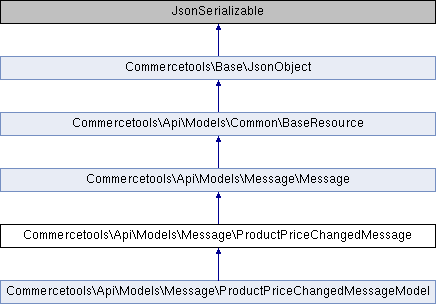 JsonSerializable
Commercetools\Base\JsonObject
Commercetools\Api\Models\Common\BaseResource
Commercetools\Api\Models\Message\Message
Commercetools\Api\Models\Message\ProductPriceChangedMessage
Commercetools\Api\Models\Message\ProductPriceChangedMessageModel